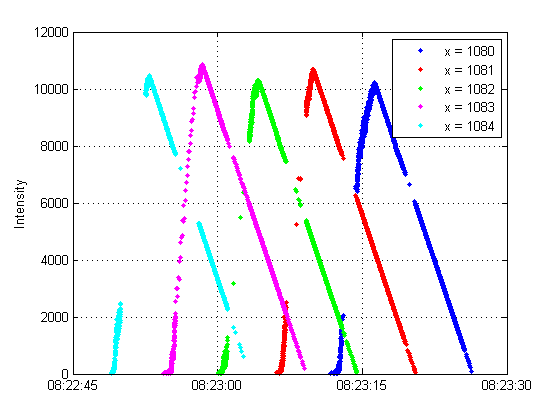 12000
10000
8000
6000
4000
2000
0
Intensity
x = 1080
x = 1081
x = 1082
x = 1083
x = 1084
08:22:45
08:23:00
08:23:15
08:23:30